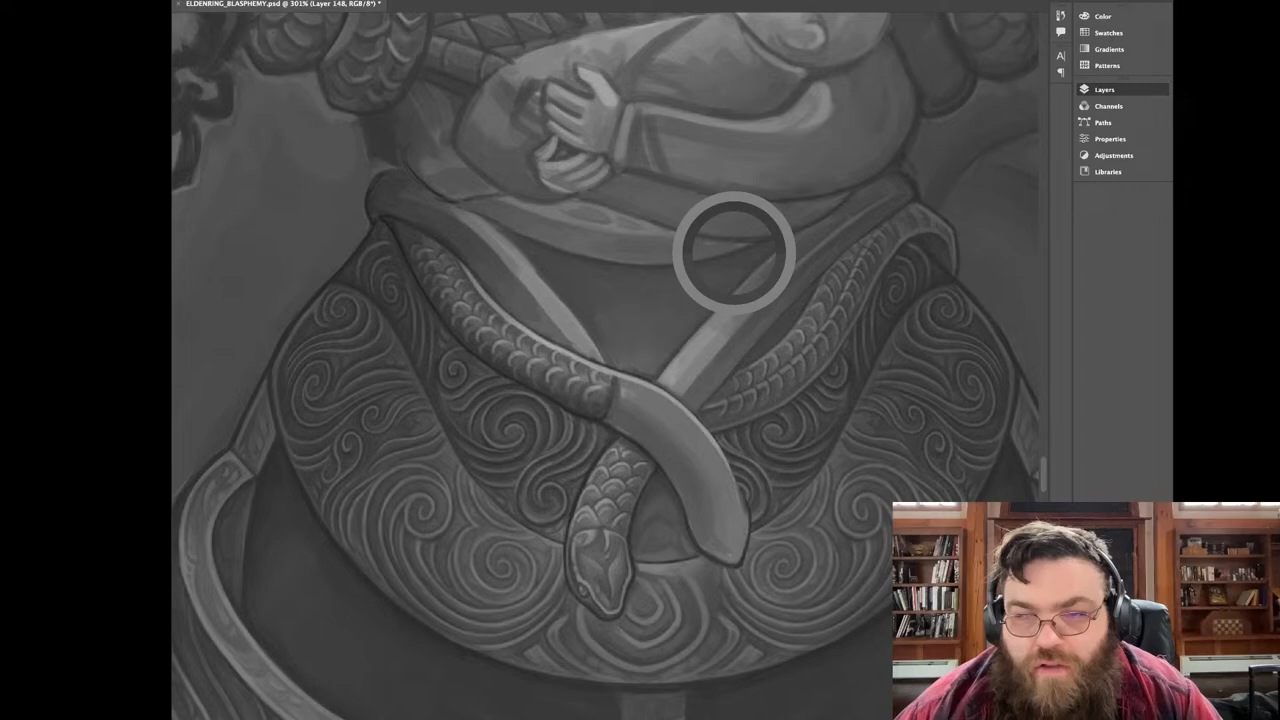 ELDENRING_BLASPHEMY.psd @ 301% (Layer 148, RGB/8*) *
Color
Swatches
Gradients
Patterns
Layers
Channels
Paths
Properties
Adjustments
Libraries